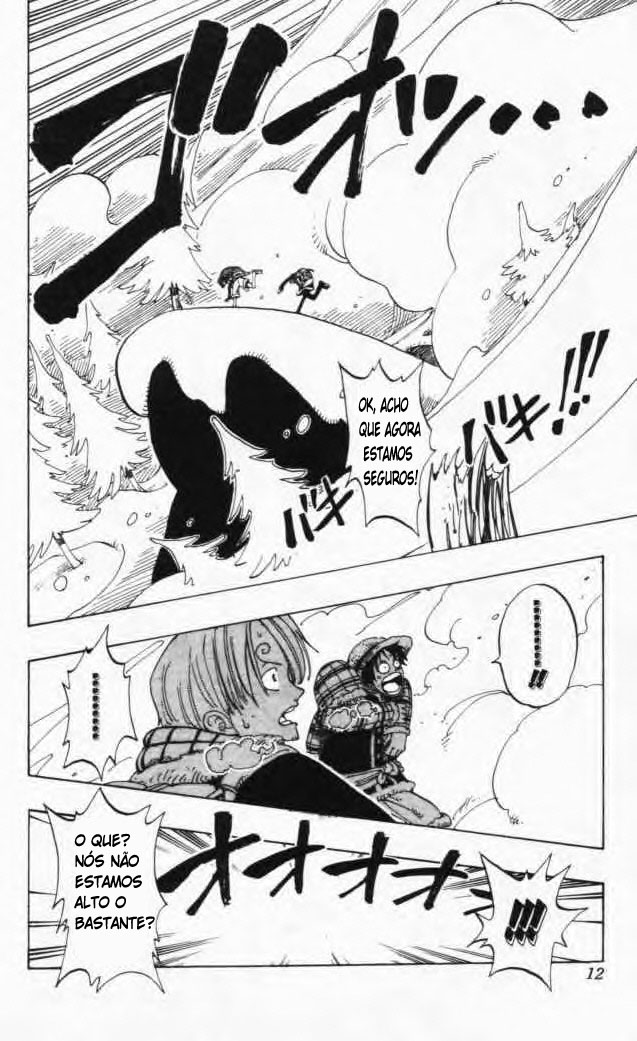 ゴオッ...
OK, ACHO
QUE AGORA
ESTAMOS
SEGUROS!
バキ!!!
バキ
..........!!
.........
O QUE?
NÓS NÃO
ESTAMOS
ALTO O
BASTANTE?
オオオオ
!!!
12